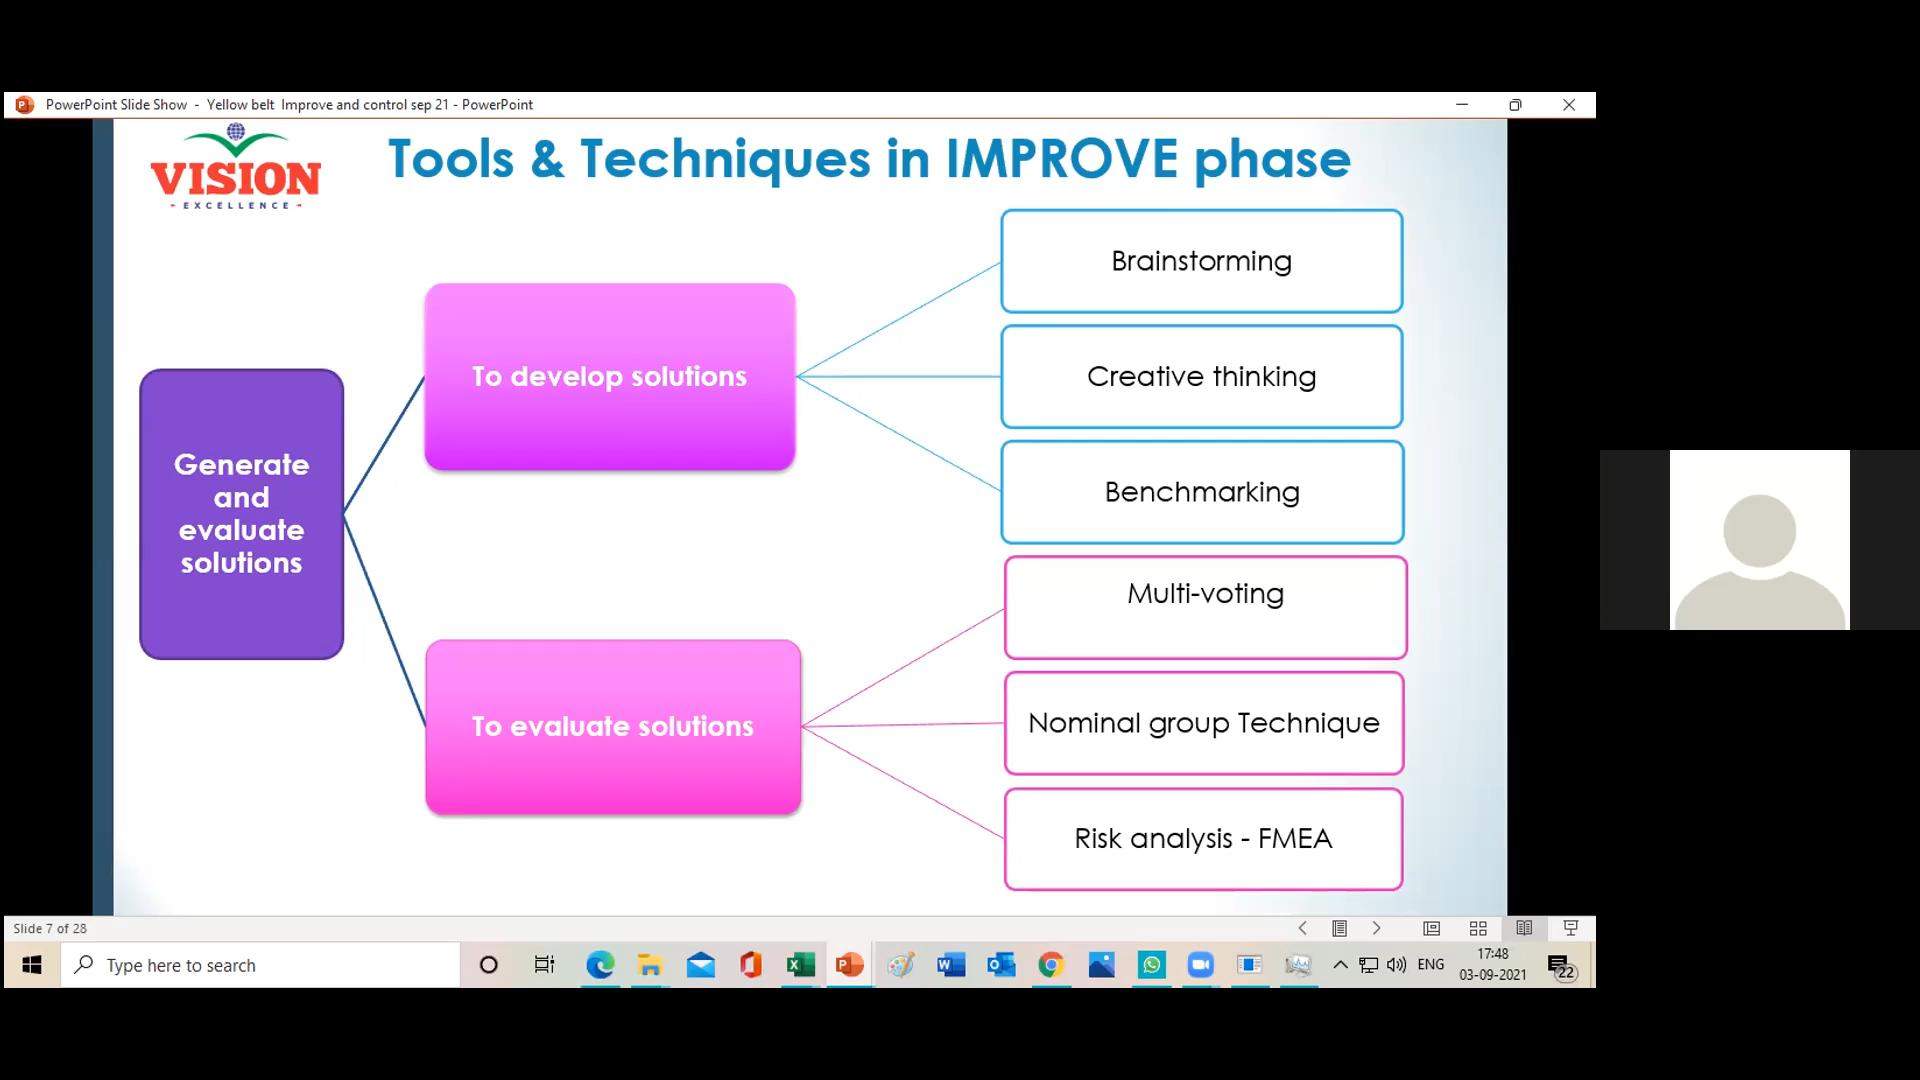 PowerPoint Slide Show  -  Yellow belt  Improve and control sep 21 - PowerPoint
VISION
- EXCELLENCE -
Tools & Techniques in IMPROVE phase
Generate
and
evaluate
solutions
To develop solutions
Brainstorming
Creative thinking
Benchmarking
To evaluate solutions
Multi-voting
Nominal group Technique
Risk analysis - FMEA
Slide 7 of 28
Type here to search
ENG
17:48
03-09-2021
22